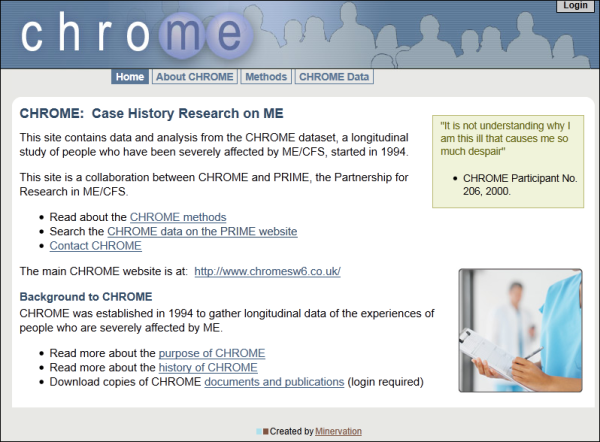 Login
chrome
Home About CHROME Methods CHROME Data
CHROME: Case History Research on ME
This site contains data and analysis from the CHROME dataset, a longitudinal
study of people who have been severely affected by ME/CFS, started in 1994.
This site is a collaboration between CHROME and PRIME, the Partnership for
Research in ME/CFS.
• Read about the CHROME methods
• Search the CHROME data on the PRIME website
• Contact CHROME
The main CHROME website is at: http://www.chromesw6.co.uk/
"It is not understanding why I
am this ill that causes me so
much despair"
• CHROME Participant No.
206, 2000.
Background to CHROME
CHROME was established in 1994 to gather longitudinal data of the experiences of
people who are severely affected by ME.
• Read more about the purpose of CHROME
• Read more about the history of CHROME
• Download copies of CHROME documents and publications (login required)
Created by Minervation